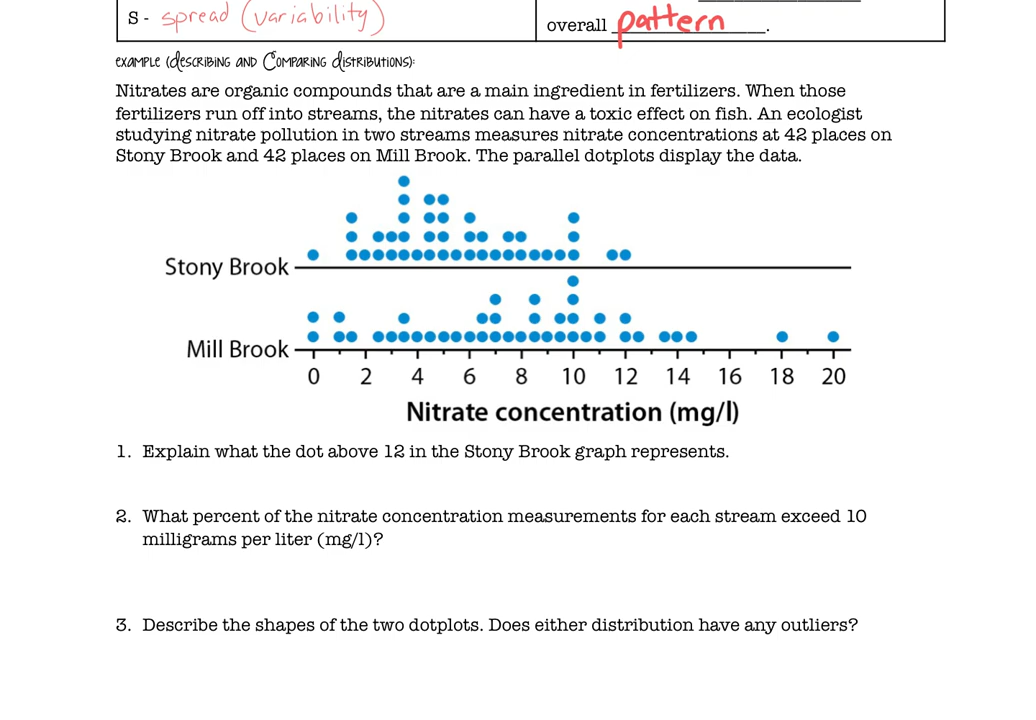 S - spread (variability)
overall pattern.
EXAMPLE (DESCRIBING AND COMPARING DISTRIBUTIONS):
Nitrates are organic compounds that are a main ingredient in fertilizers. When those
fertilizers run off into streams, the nitrates can have a toxic effect on fish. An ecologist
studying nitrate pollution in two streams measures nitrate concentrations at 42 places on
Stony Brook and 42 places on Mill Brook. The parallel dotplots display the data.
Stony Brook
Mill Brook
0 2 4 6 8 10 12 14 16 18 20
Nitrate concentration (mg/l)
1. Explain what the dot above 12 in the Stony Brook graph represents.
2. What percent of the nitrate concentration measurements for each stream exceed 10
milligrams per liter (mg/l)?
3. Describe the shapes of the two dotplots. Does either distribution have any outliers?